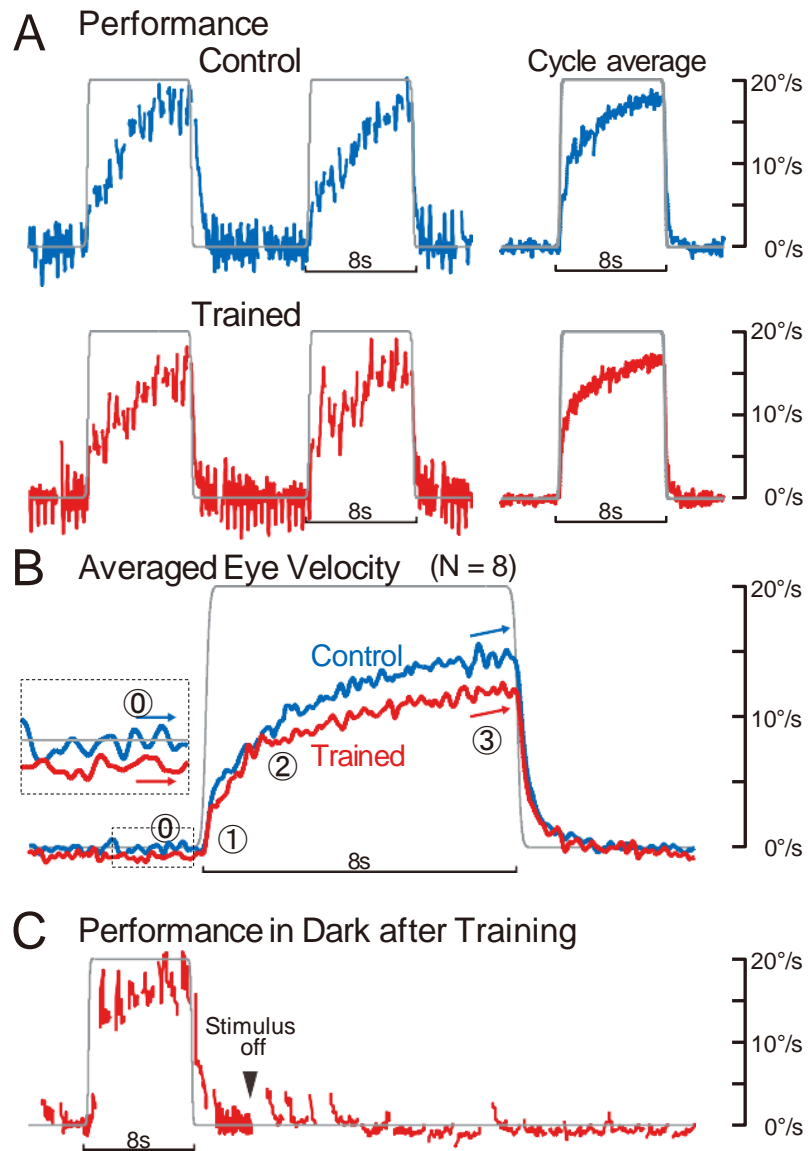 A Performance
Control
Cycle average
20°/s
10°/s
0°/s
8s
8s
Trained
20°/s
10°/s
0°/s
8s
8s
B Averaged Eye Velocity (N = 8)
20°/s
Control
⓪
10°/s
Trained
②
③
⓪
①
0°/s
8s
C Performance in Dark after Training
20°/s
Stimulus
off
10°/s
0°/s
8s